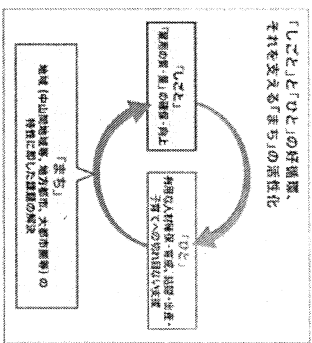 「しごと」と「ひと」の好循環、
それを支える「まち」の活性化
「しごと」
「雇用の質・量」の確保・向上
「ひと」
有用な人材確保・育成、結婚・出産・
子育てへの切れ目ない支援
「まち」
地域（中山間地域等、地方都市、大都市圏等）の
特性に即した課題の解決